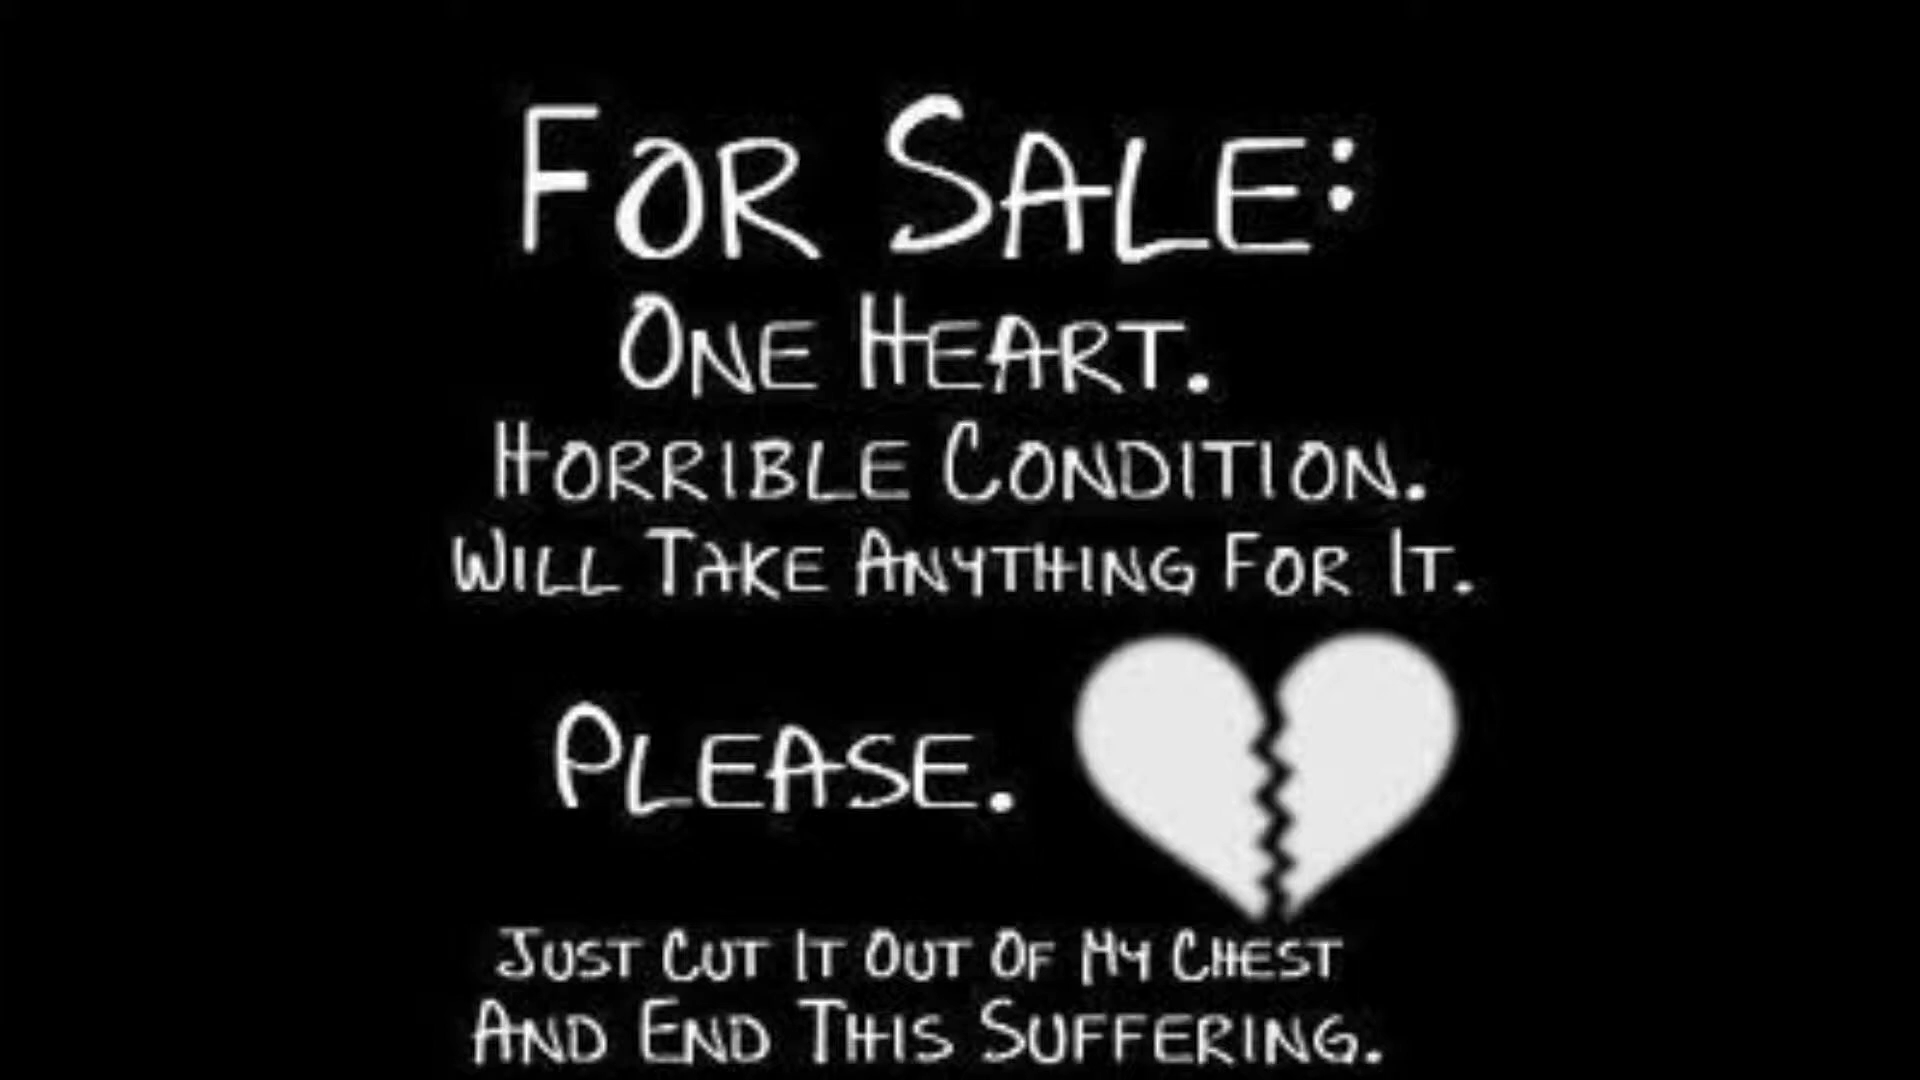 For Sale:
One Heart.
Horrible Condition.
Will Take Anything For It.
Please.
Just Cut It Out Of My Chest
And End This Suffering.